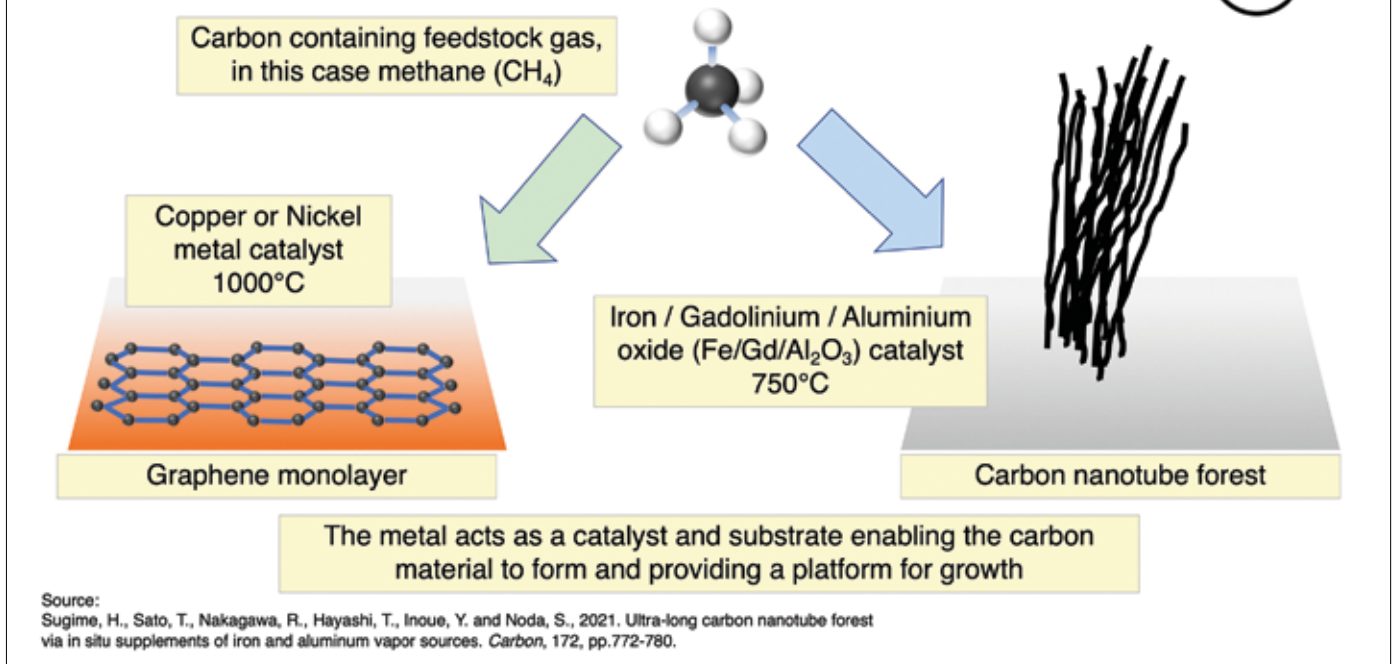 Carbon containing feedstock gas,
in this case methane (CH₄)
Copper or Nickel
metal catalyst
1000°C
Iron / Gadolinium / Aluminium
oxide (Fe/Gd/Al₂O₃) catalyst
750°C
Graphene monolayer
Carbon nanotube forest
The metal acts as a catalyst and substrate enabling the carbon
material to form and providing a platform for growth
Source:
Sugime, H., Sato, T., Nakagawa, R., Hayashi, T., Inoue, Y. and Noda, S., 2021. Ultra-long carbon nanotube forest
via in situ supplements of iron and aluminum vapor sources. Carbon, 172, pp.772-780.